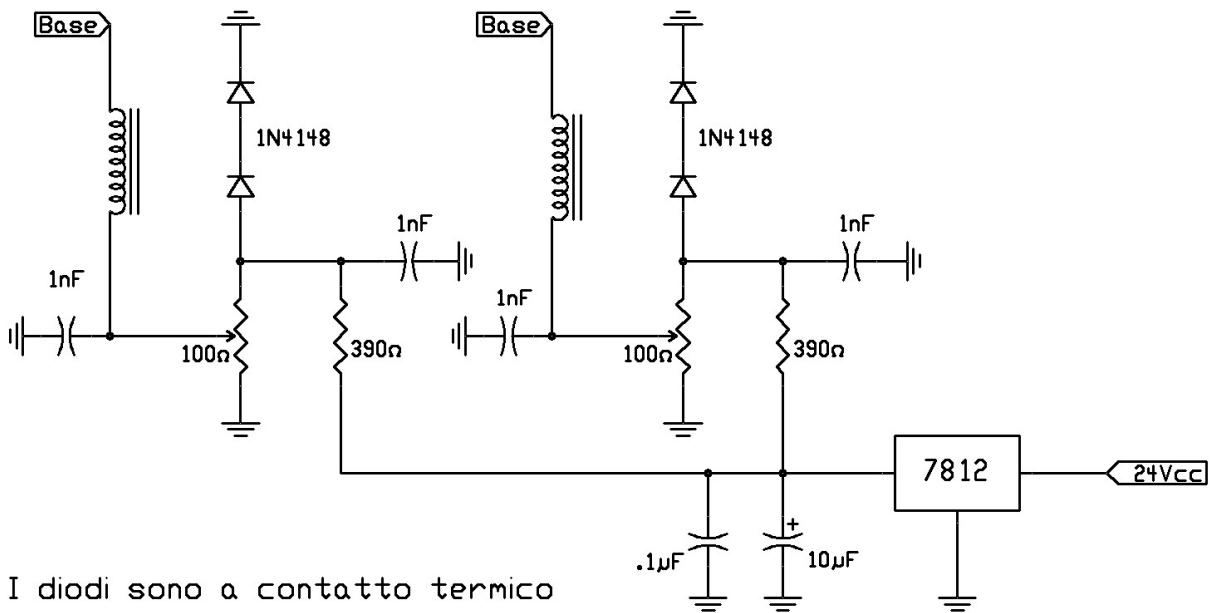 Base
Base
1N4148
1N4148
1nF
1nF
1nF
1nF
100Ω
390Ω
100Ω
390Ω
7812
24Vcc
.1µF
+
10µF
I diodi sono a contatto termico